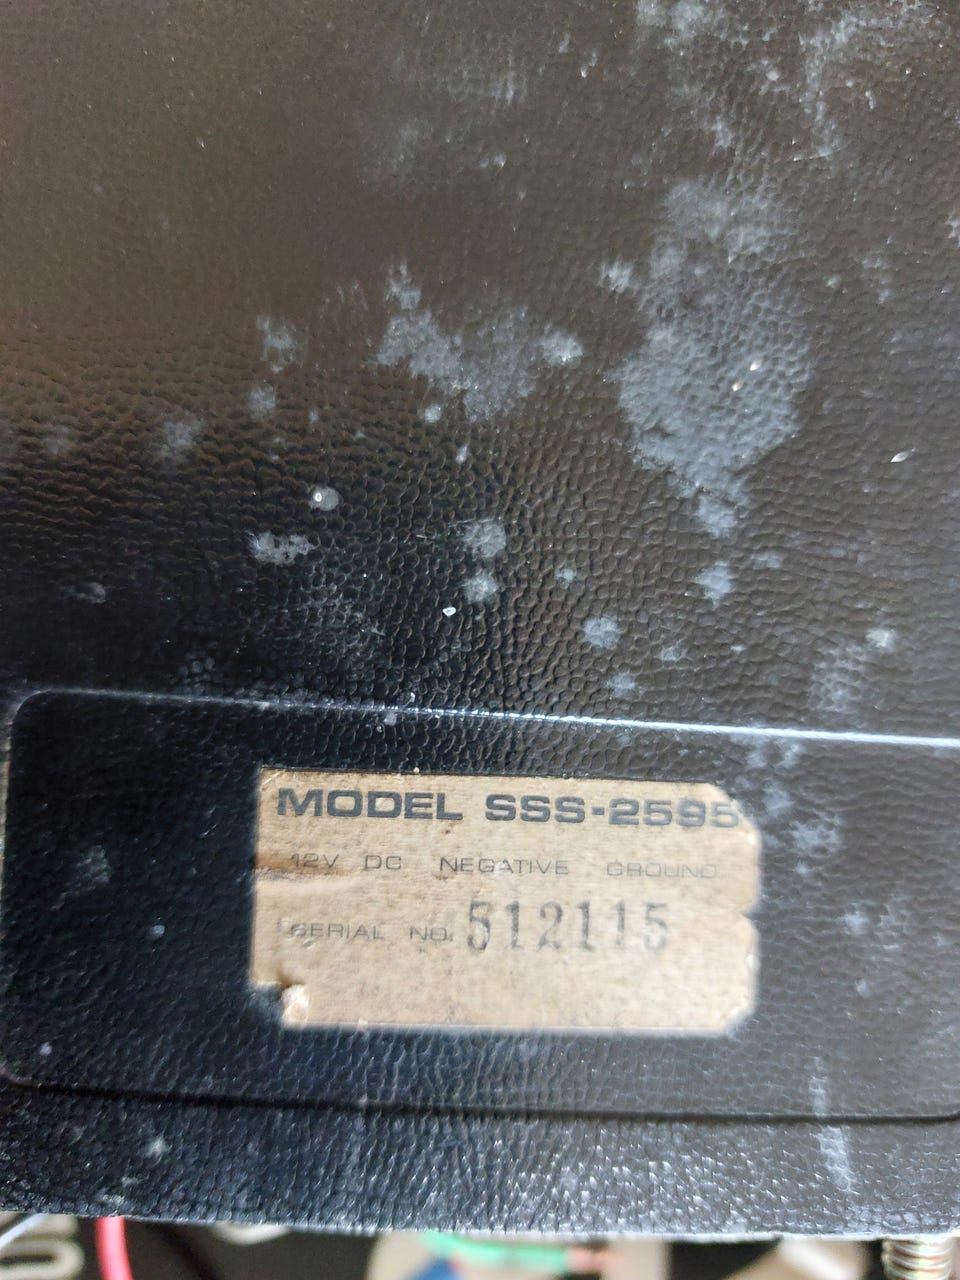 MODEL SSS-2595
12V DC NEGATIVE GROUND
SERIAL NO. 512115